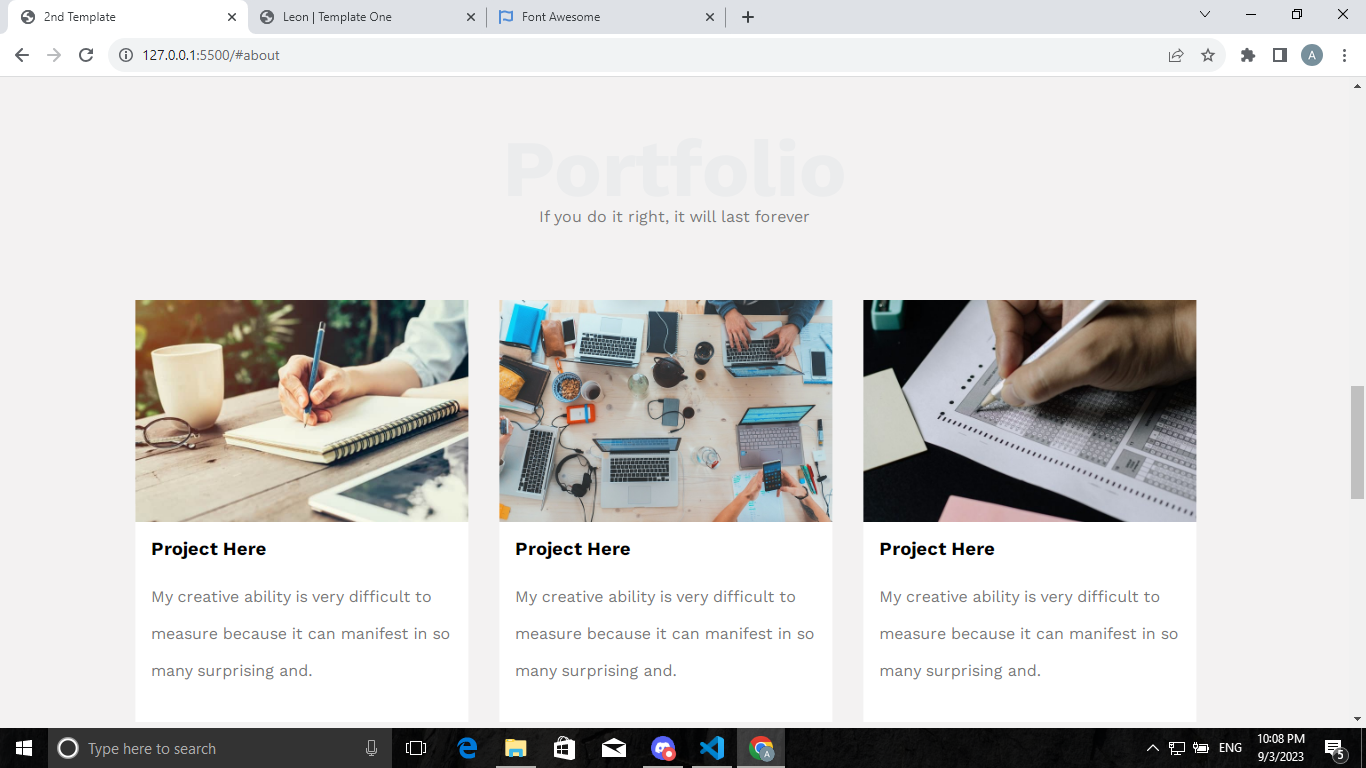 2nd Template
Leon | Template One
Font Awesome
127.0.0.1:5500/#about
A
Portfolio
If you do it right, it will last forever
Project Here
My creative ability is very difficult to
measure because it can manifest in so
many surprising and.
Project Here
My creative ability is very difficult to
measure because it can manifest in so
many surprising and.
Project Here
My creative ability is very difficult to
measure because it can manifest in so
many surprising and.
Type here to search
A
ENG
10:08 PM
9/3/2023
5